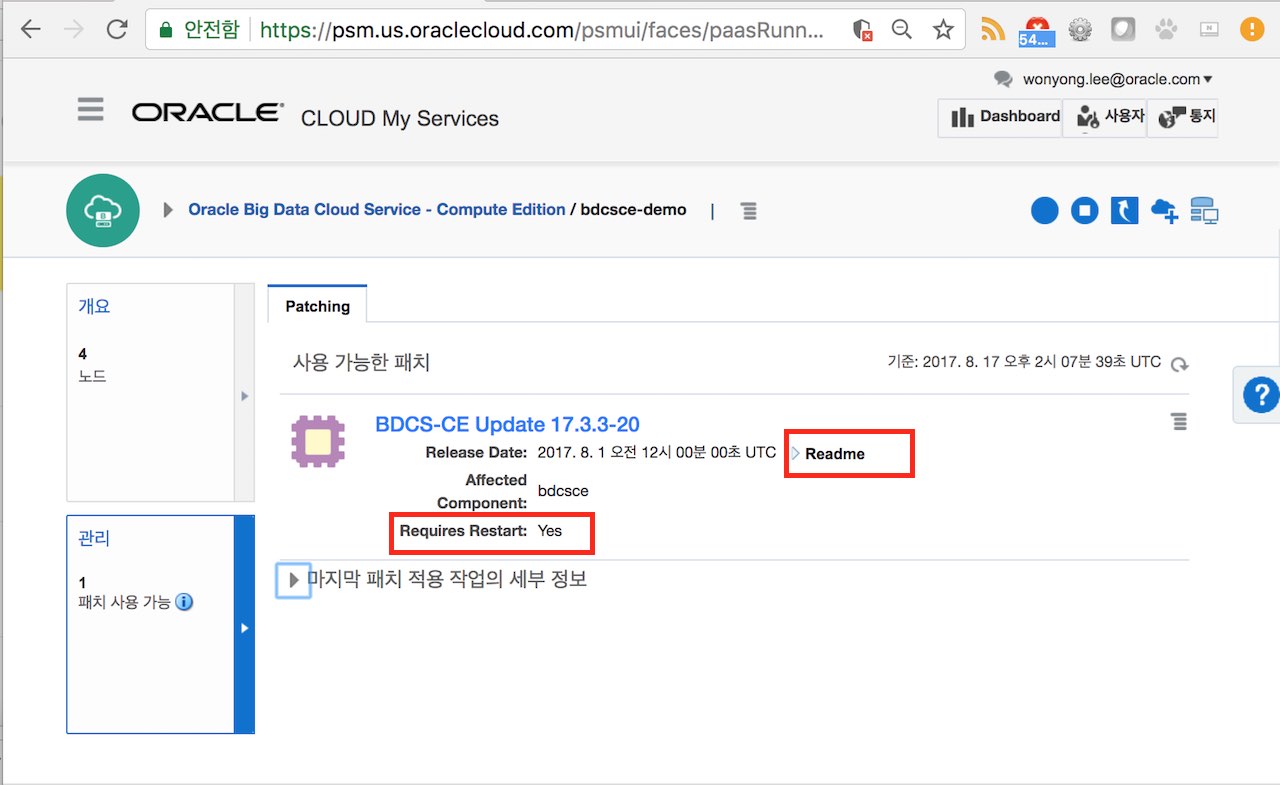 안전함 https://psm.us.oraclecloud.com/psmui/faces/paasRunn...
54...
wonyong.lee@oracle.com
ORACLE CLOUD My Services
Dashboard 사용자 통지
Oracle Big Data Cloud Service - Compute Edition / bdcsce-demo |
개요
4
노드
관리
1
패치 사용 가능
Patching
사용 가능한 패치 기준: 2017. 8. 17 오후 2시 07분 39초 UTC
BDCS-CE Update 17.3.3-20
Release Date: 2017. 8. 1 오전 12시 00분 00초 UTC Readme
Affected
Component: bdcsce
Requires Restart: Yes
마지막 패치 적용 작업의 세부 정보
?